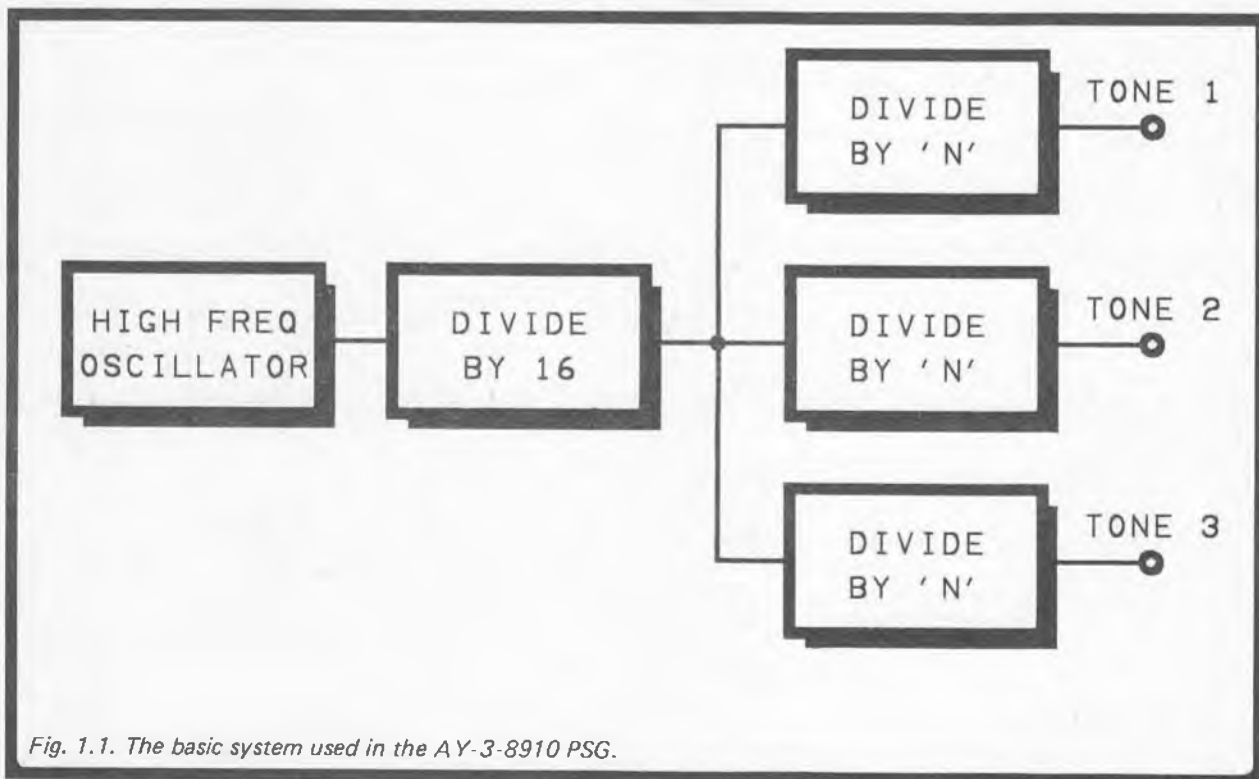 HIGH FREQ
OSCILLATOR
DIVIDE
BY 16
DIVIDE
BY 'N'
TONE 1
DIVIDE
BY 'N'
TONE 2
DIVIDE
BY 'N'
TONE 3
Fig. 1.1. The basic system used in the AY-3-8910 PSG.